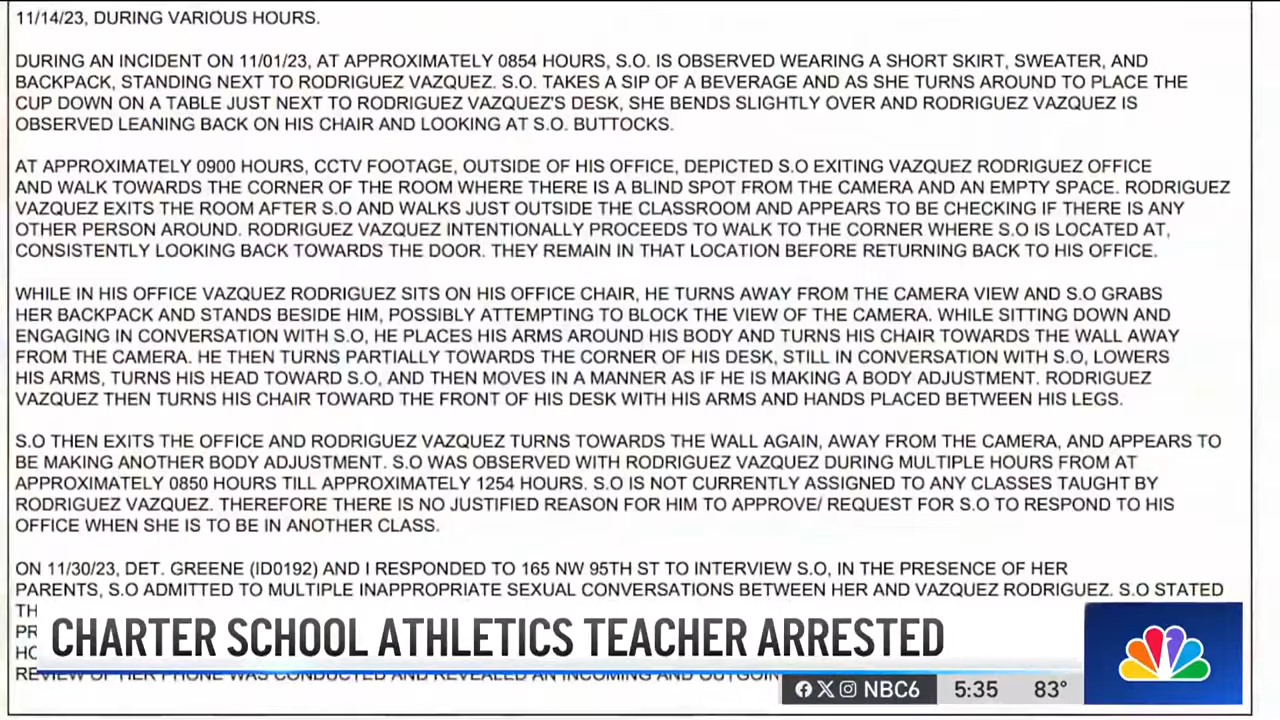 11/14/23, DURING VARIOUS HOURS.
DURING AN INCIDENT ON 11/01/23, AT APPROXIMATELY 0854 HOURS, S.O. IS OBSERVED WEARING A SHORT SKIRT, SWEATER, AND
BACKPACK, STANDING NEXT TO RODRIGUEZ VAZQUEZ. S.O. TAKES A SIP OF A BEVERAGE AND AS SHE TURNS AROUND TO PLACE THE
CUP DOWN ON A TABLE JUST NEXT TO RODRIGUEZ VAZQUEZ'S DESK, SHE BENDS SLIGHTLY OVER AND RODRIGUEZ VAZQUEZ IS
OBSERVED LEANING BACK ON HIS CHAIR AND LOOKING AT S.O. BUTTOCKS.
AT APPROXIMATELY 0900 HOURS, CCTV FOOTAGE, OUTSIDE OF HIS OFFICE, DEPICTED S.O EXITING VAZQUEZ RODRIGUEZ OFFICE
AND WALK TOWARDS THE CORNER OF THE ROOM WHERE THERE IS A BLIND SPOT FROM THE CAMERA AND AN EMPTY SPACE. RODRIGUEZ
VAZQUEZ EXITS THE ROOM AFTER S.O AND WALKS JUST OUTSIDE THE CLASSROOM AND APPEARS TO BE CHECKING IF THERE IS ANY
OTHER PERSON AROUND. RODRIGUEZ VAZQUEZ INTENTIONALLY PROCEEDS TO WALK TO THE CORNER WHERE S.O IS LOCATED AT,
CONSISTENTLY LOOKING BACK TOWARDS THE DOOR. THEY REMAIN IN THAT LOCATION BEFORE RETURNING BACK TO HIS OFFICE.
WHILE IN HIS OFFICE VAZQUEZ RODRIGUEZ SITS ON HIS OFFICE CHAIR, HE TURNS AWAY FROM THE CAMERA VIEW AND S.O GRABS
HER BACKPACK AND STANDS BESIDE HIM, POSSIBLY ATTEMPTING TO BLOCK THE VIEW OF THE CAMERA. WHILE SITTING DOWN AND
ENGAGING IN CONVERSATION WITH S.O, HE PLACES HIS ARMS AROUND HIS BODY AND TURNS HIS CHAIR TOWARDS THE WALL AWAY
FROM THE CAMERA. HE THEN TURNS PARTIALLY TOWARDS THE CORNER OF HIS DESK, STILL IN CONVERSATION WITH S.O, LOWERS
HIS ARMS, TURNS HIS HEAD TOWARD S.O, AND THEN MOVES IN A MANNER AS IF HE IS MAKING A BODY ADJUSTMENT. RODRIGUEZ
VAZQUEZ THEN TURNS HIS CHAIR TOWARD THE FRONT OF HIS DESK WITH HIS ARMS AND HANDS PLACED BETWEEN HIS LEGS.
S.O THEN EXITS THE OFFICE AND RODRIGUEZ VAZQUEZ TURNS TOWARDS THE WALL AGAIN, AWAY FROM THE CAMERA, AND APPEARS TO
BE MAKING ANOTHER BODY ADJUSTMENT. S.O WAS OBSERVED WITH RODRIGUEZ VAZQUEZ DURING MULTIPLE HOURS FROM AT
APPROXIMATELY 0850 HOURS TILL APPROXIMATELY 1254 HOURS. S.O IS NOT CURRENTLY ASSIGNED TO ANY CLASSES TAUGHT BY
RODRIGUEZ VAZQUEZ. THEREFORE THERE IS NO JUSTIFIED REASON FOR HIM TO APPROVE/ REQUEST FOR S.O TO RESPOND TO HIS
OFFICE WHEN SHE IS TO BE IN ANOTHER CLASS.
ON 11/30/23, DET. GREENE (ID0192) AND I RESPONDED TO 165 NW 95TH ST TO INTERVIEW S.O, IN THE PRESENCE OF HER
PARENTS, S.O ADMITTED TO MULTIPLE INAPPROPRIATE SEXUAL CONVERSATIONS BETWEEN HER AND VAZQUEZ RODRIGUEZ. S.O STATED
TH
PR
HO
REVIEW OF HER PHONE WAS CONDUCTED AND REVEALED AN INCOMING AND
CHARTER SCHOOL ATHLETICS TEACHER ARRESTED
NBC6 5:35 83°